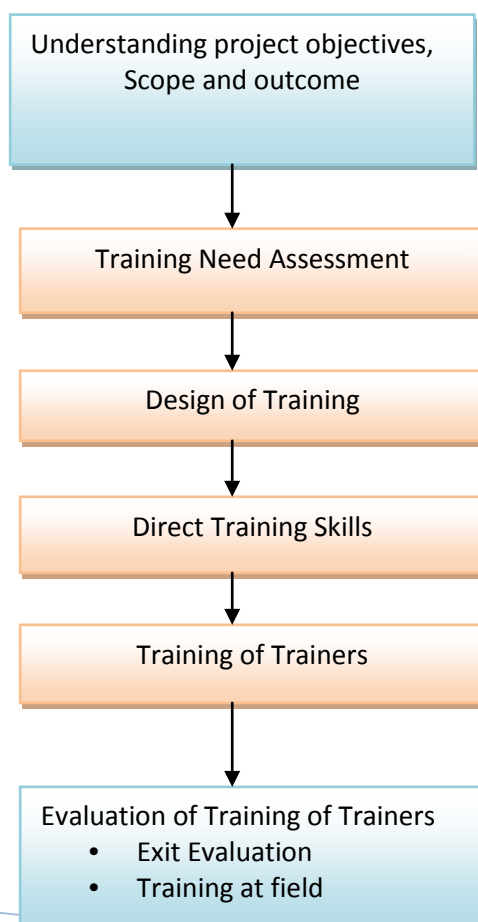 Understanding project objectives,
Scope and outcome
Training Need Assessment
Design of Training
Direct Training Skills
Training of Trainers
Evaluation of Training of Trainers
• Exit Evaluation
• Training at field